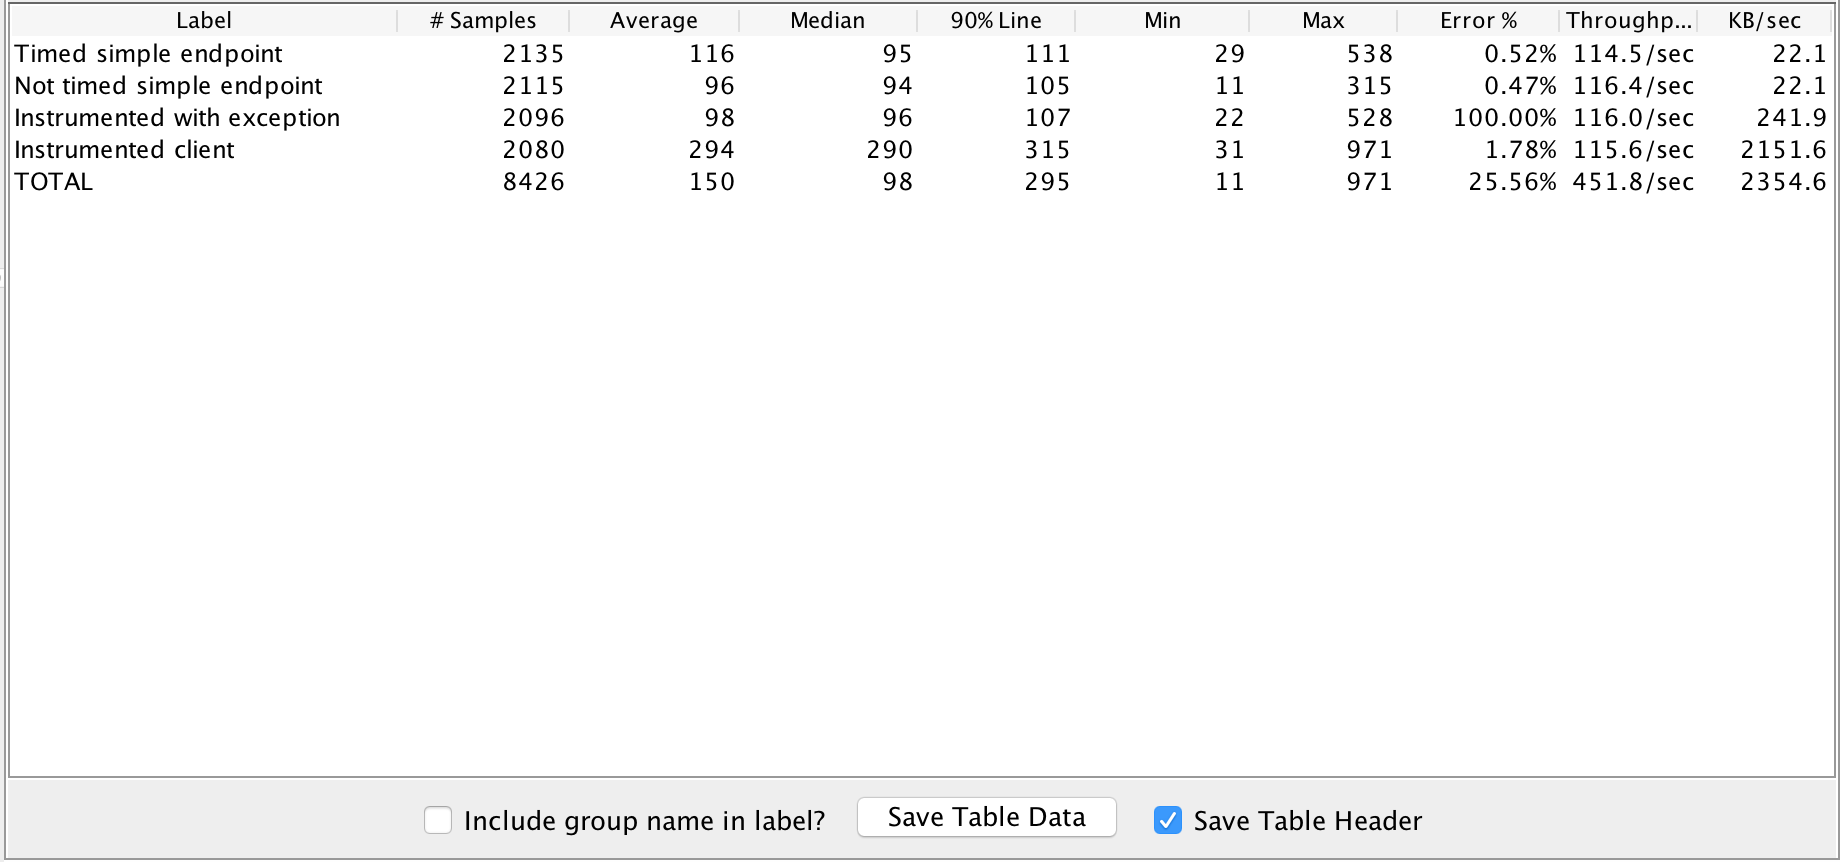 Label # Samples Average Median 90% Line Min Max Error % Throughp... KB/sec
Timed simple endpoint 2135 116 95 111 29 538 0.52% 114.5/sec 22.1
Not timed simple endpoint 2115 96 94 105 11 315 0.47% 116.4/sec 22.1
Instrumented with exception 2096 98 96 107 22 528 100.00% 116.0/sec 241.9
Instrumented client 2080 294 290 315 31 971 1.78% 115.6/sec 2151.6
TOTAL 8426 150 98 295 11 971 25.56% 451.8/sec 2354.6
Include group name in label? Save Table Data Save Table Header